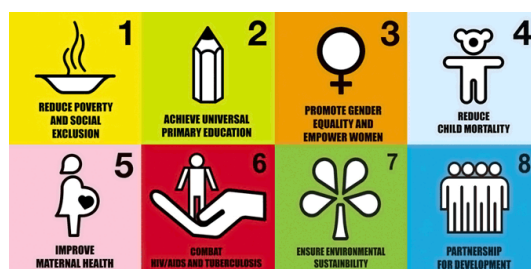 1
REDUCE POVERTY
AND SOCIAL
EXCLUSION
2
ACHIEVE UNIVERSAL
PRIMARY EDUCATION
3
PROMOTE GENDER
EQUALITY AND
EMPOWER WOMEN
4
REDUCE
CHILD MORTALITY
5
IMPROVE
MATERNAL HEALTH
6
COMBAT
HIV/AIDS AND TUBERCULOSIS
7
ENSURE ENVIRONMENTAL
SUSTAINBILITY
8
PARTNERSHIP
FOR DEVELOPMENT